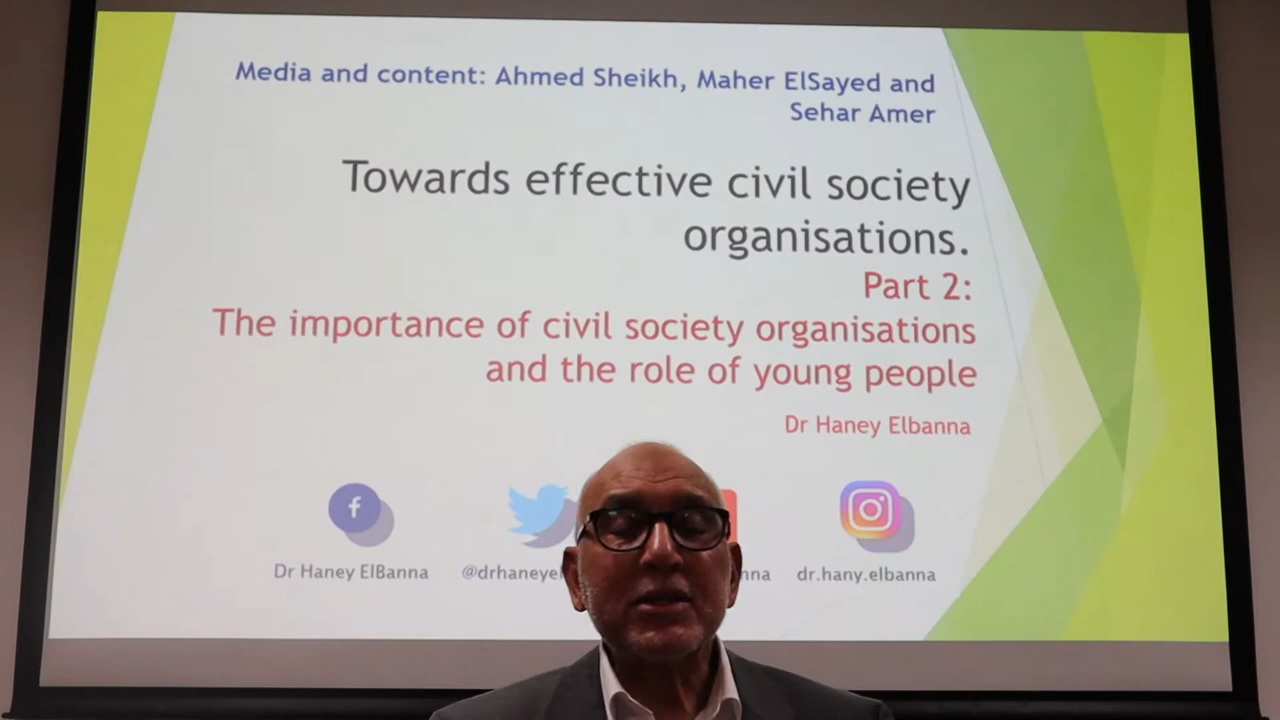 Media and content: Ahmed Sheikh, Maher ElSayed and
Sehar Amer
Towards effective civil society
organisations.
Part 2:
The importance of civil society organisations
and the role of young people
Dr Haney Elbanna
Dr Haney ElBanna
dr.hany.elbanna